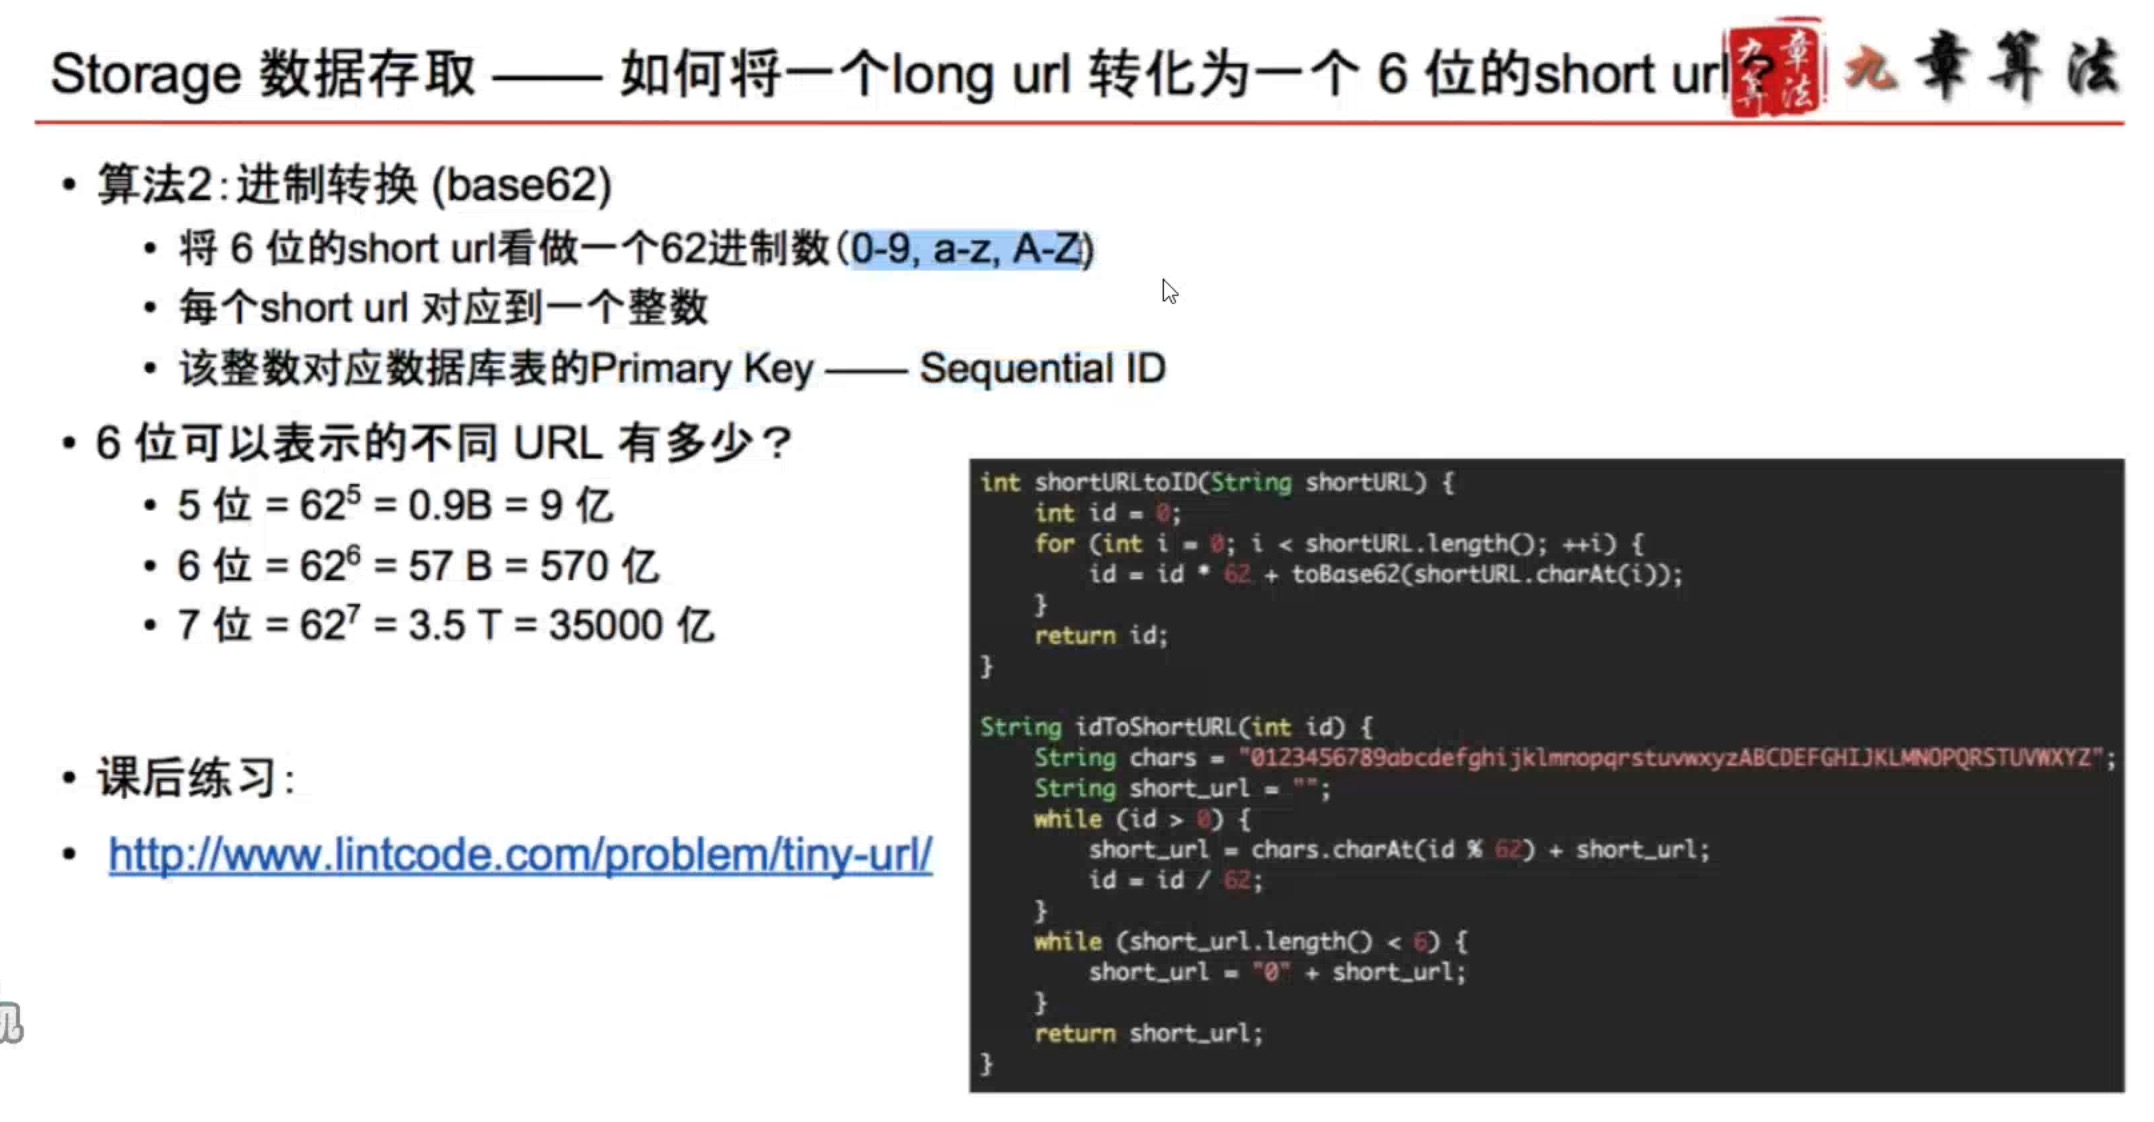 Storage 数据存取 —— 如何将一个long url 转化为一个 6 位的short url?
九章算法
九章算法
• 算法2:进制转换 (base62)
• 将 6 位的short url看做一个62进制数(0-9, a-z, A-Z)
• 每个short url 对应到一个整数
• 该整数对应数据库表的Primary Key —— Sequential ID
• 6 位可以表示的不同 URL 有多少?
• 5 位 = 62⁵ = 0.9B = 9 亿
• 6 位 = 62⁶ = 57 B = 570 亿
• 7 位 = 62⁷ = 3.5 T = 35000 亿
• 课后练习:
• http://www.lintcode.com/problem/tiny-url/
int shortURLtoID(String shortURL) {
    int id = 0;
    for (int i = 0; i < shortURL.length(); ++i) {
        id = id * 62 + toBase62(shortURL.charAt(i));
    }
    return id;
}
String idToShortURL(int id) {
    String chars = "0123456789abcdefghijklmnopqrstuvwxyzABCDEFGHIJKLMNOPQRSTUVWXYZ";
    String short_url = "";
    while (id > 0) {
        short_url = chars.charAt(id % 62) + short_url;
        id = id / 62;
    }
    while (short_url.length() < 6) {
        short_url = "0" + short_url;
    }
    return short_url;
}